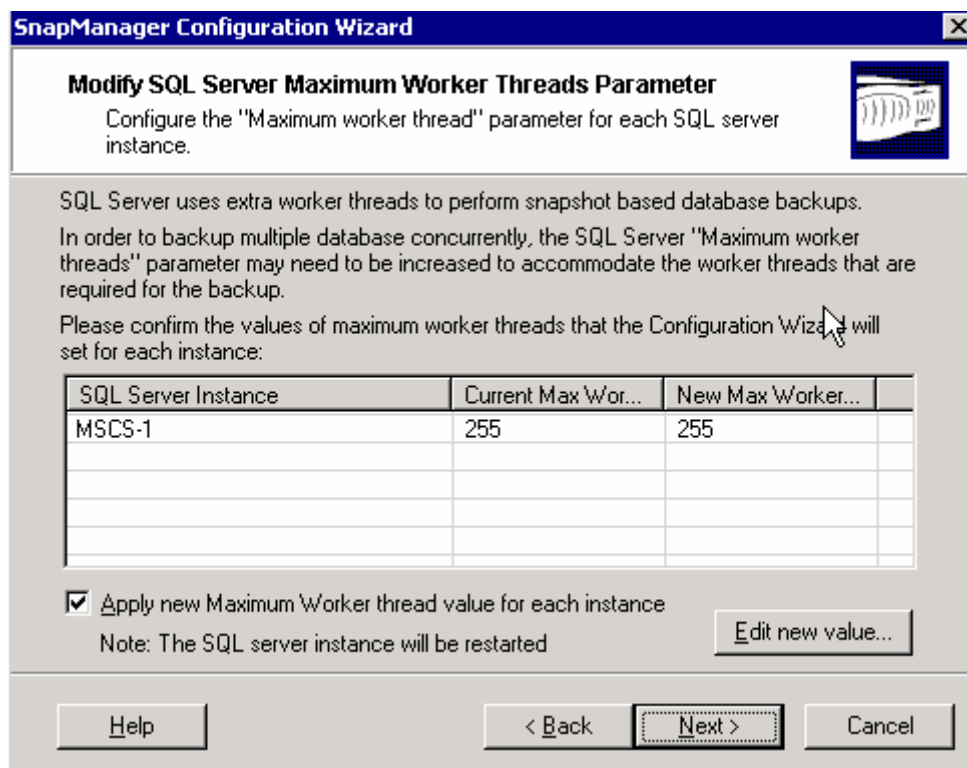 SnapManager Configuration Wizard
Modify SQL Server Maximum Worker Threads Parameter
Configure the "Maximum worker thread" parameter for each SQL server
instance.
SQL Server uses extra worker threads to perform snapshot based database backups.
In order to backup multiple database concurrently, the SQL Server "Maximum worker
threads" parameter may need to be increased to accommodate the worker threads that are
required for the backup.
Please confirm the values of maximum worker threads that the Configuration Wizard will
set for each instance:
SQL Server Instance Current Max Wor... New Max Worker...
MSCS-1 255 255
Apply new Maximum Worker thread value for each instance
Note: The SQL server instance will be restarted
Edit new value...
Help < Back Next > Cancel